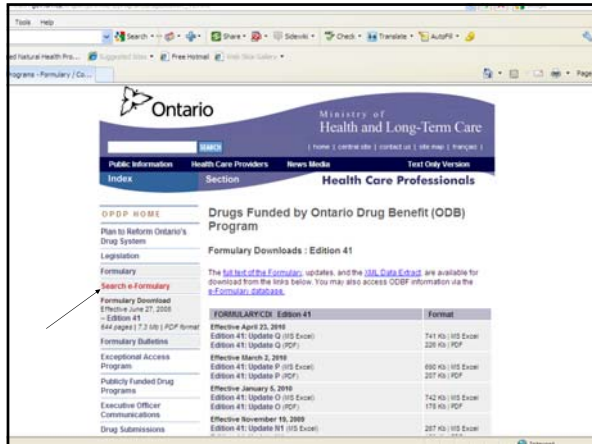 Tools Help
Search Share Sidewiki Check Translate AutoFill
ed Natural Health Pro... Suggested Sites Free Hotmail Web Slice Gallery
rograms - Formulary / Co...
Page
Ontario
Ministry of
Health and Long-Term Care
SEARCH
| home | central site | contact us | site map | français |
Public Information Health Care Providers News Media Text Only Version
Index Section Health Care Professionals
OPDP HOME
Plan to Reform Ontario's
Drug System
Legislation
Formulary
Search e-Formulary
Formulary Download
Effective June 27, 2008
– Edition 41
644 pages | 7.3 Mb | PDF format
Formulary Bulletins
Exceptional Access
Program
Publicly Funded Drug
Programs
Executive Officer
Communications
Drug Submissions
Drugs Funded by Ontario Drug Benefit (ODB)
Program
Formulary Downloads : Edition 41
The full text of the Formulary, updates, and the XML Data Extract, are available for
download from the links below. You may also access ODBF information via the
e-Formulary database.
FORMULARY/CDI Edition 41 Format
Effective April 23, 2010
Edition 41: Update Q (MS Excel) 741 Kb | MS Excel
Edition 41: Update Q (PDF) 226 Kb | PDF
Effective March 2, 2010
Edition 41: Update P (MS Excel) 690 Kb | MS Excel
Edition 41: Update P (PDF) 207 Kb | PDF
Effective January 5, 2010
Edition 41: Update O (MS Excel) 742 Kb | MS Excel
Edition 41: Update O (PDF) 178 Kb | PDF
Effective November 19, 2009
Edition 41: Update N1 (MS Excel) 287 Kb | MS Excel
Internet